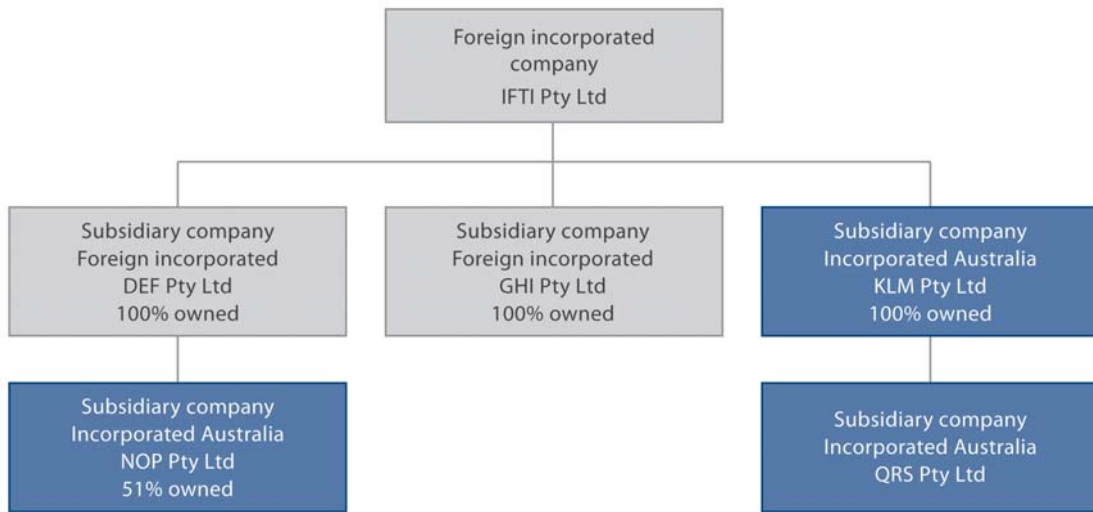 Foreign incorporated
company
IFTI Pty Ltd
Subsidiary company
Foreign incorporated
DEF Pty Ltd
100% owned
Subsidiary company
Foreign incorporated
GHI Pty Ltd
100% owned
Subsidiary company
Incorporated Australia
KLM Pty Ltd
100% owned
Subsidiary company
Incorporated Australia
NOP Pty Ltd
51% owned
Subsidiary company
Incorporated Australia
QRS Pty Ltd